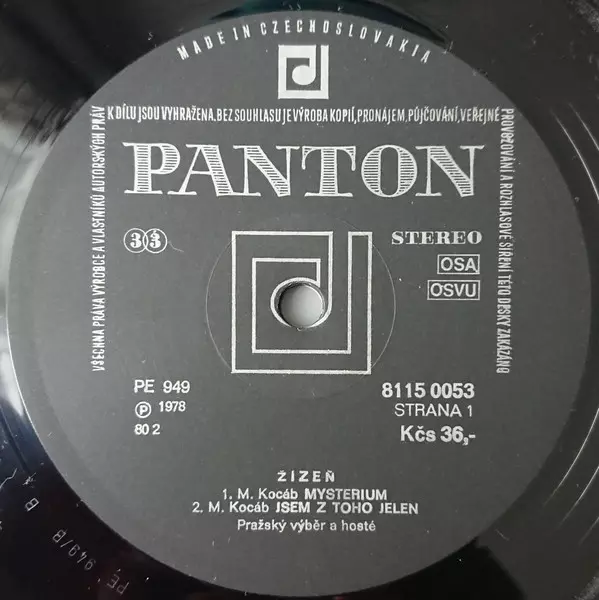 MADE IN CZECHOSLOVAKIA
VŠECHNA PRÁVA VÝROBCE A VLASTNÍKŮ AUTORSKÝCH PRÁV
K DÍLU JSOU VYHRAŽENA. BEZ SOUHLASU JE VÝROBA KOPIÍ, PRONÁJEM, PŮJČOVÁNÍ, VEŘEJNÉ
PROVOZOVÁNÍ A ROZHLASOVÉ ŠÍŘENÍ TÉTO DESKY ZAKÁZÁNO
PANTON
33
STEREO
OSA
OSVU
PE 949
8115 0053
Ⓟ 1978
STRANA 1
80 2
Kčs 36,-
ŽÍZEŇ
1. M. Kocáb MYSTERIUM
2. M. Kocáb JSEM Z TOHO JELEN
Pražský výběr a hosté
PE 949/B